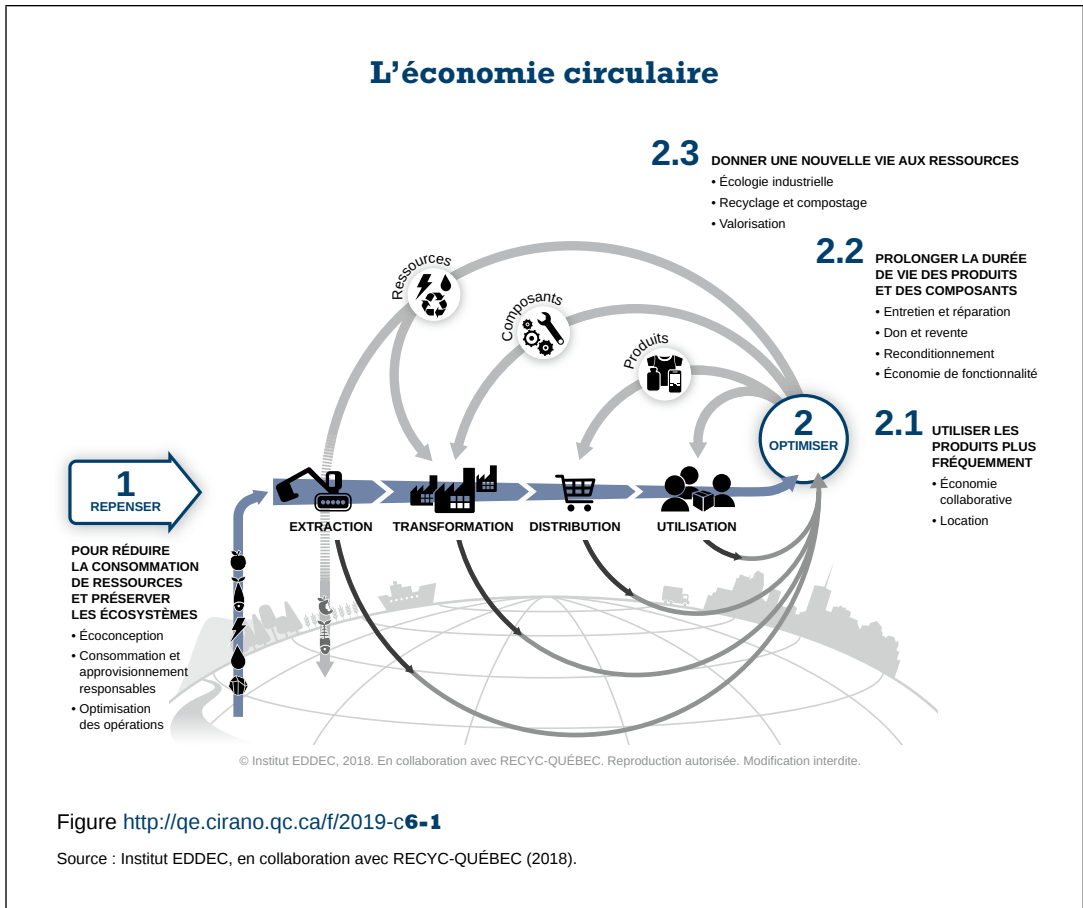 L'économie circulaire
2.3 DONNER UNE NOUVELLE VIE AUX RESSOURCES
• Écologie industrielle
• Recyclage et compostage
• Valorisation
2.2 PROLONGER LA DURÉE
DE VIE DES PRODUITS
ET DES COMPOSANTS
• Entretien et réparation
• Don et revente
• Reconditionnement
• Économie de fonctionnalité
Ressources
Composants
Produits
2
OPTIMISER
2.1 UTILISER LES
PRODUITS PLUS
FRÉQUEMMENT
• Économie
collaborative
• Location
1
REPENSER
EXTRACTION TRANSFORMATION DISTRIBUTION UTILISATION
POUR RÉDUIRE
LA CONSOMMATION
DE RESSOURCES
ET PRÉSERVER
LES ÉCOSYSTÈMES
• Écoconception
• Consommation et
approvisionnement
responsables
• Optimisation
des opérations
© Institut EDDEC, 2018. En collaboration avec RECYC-QUÉBEC. Reproduction autorisée. Modification interdite.
Figure http://qe.cirano.qc.ca/f/2019-c6-1
Source : Institut EDDEC, en collaboration avec RECYC-QUÉBEC (2018).